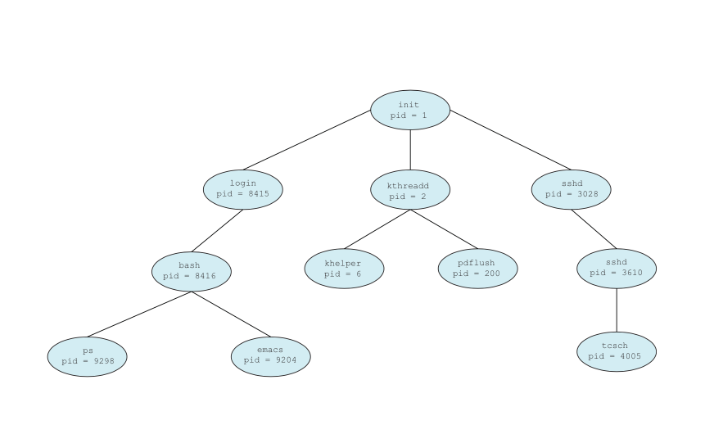 init
pid = 1
login
pid = 8415
kthreadd
pid = 2
sshd
pid = 3028
bash
pid = 8416
khelper
pid = 6
pdflush
pid = 200
sshd
pid = 3610
ps
pid = 9298
emacs
pid = 9204
tcsch
pid = 4005